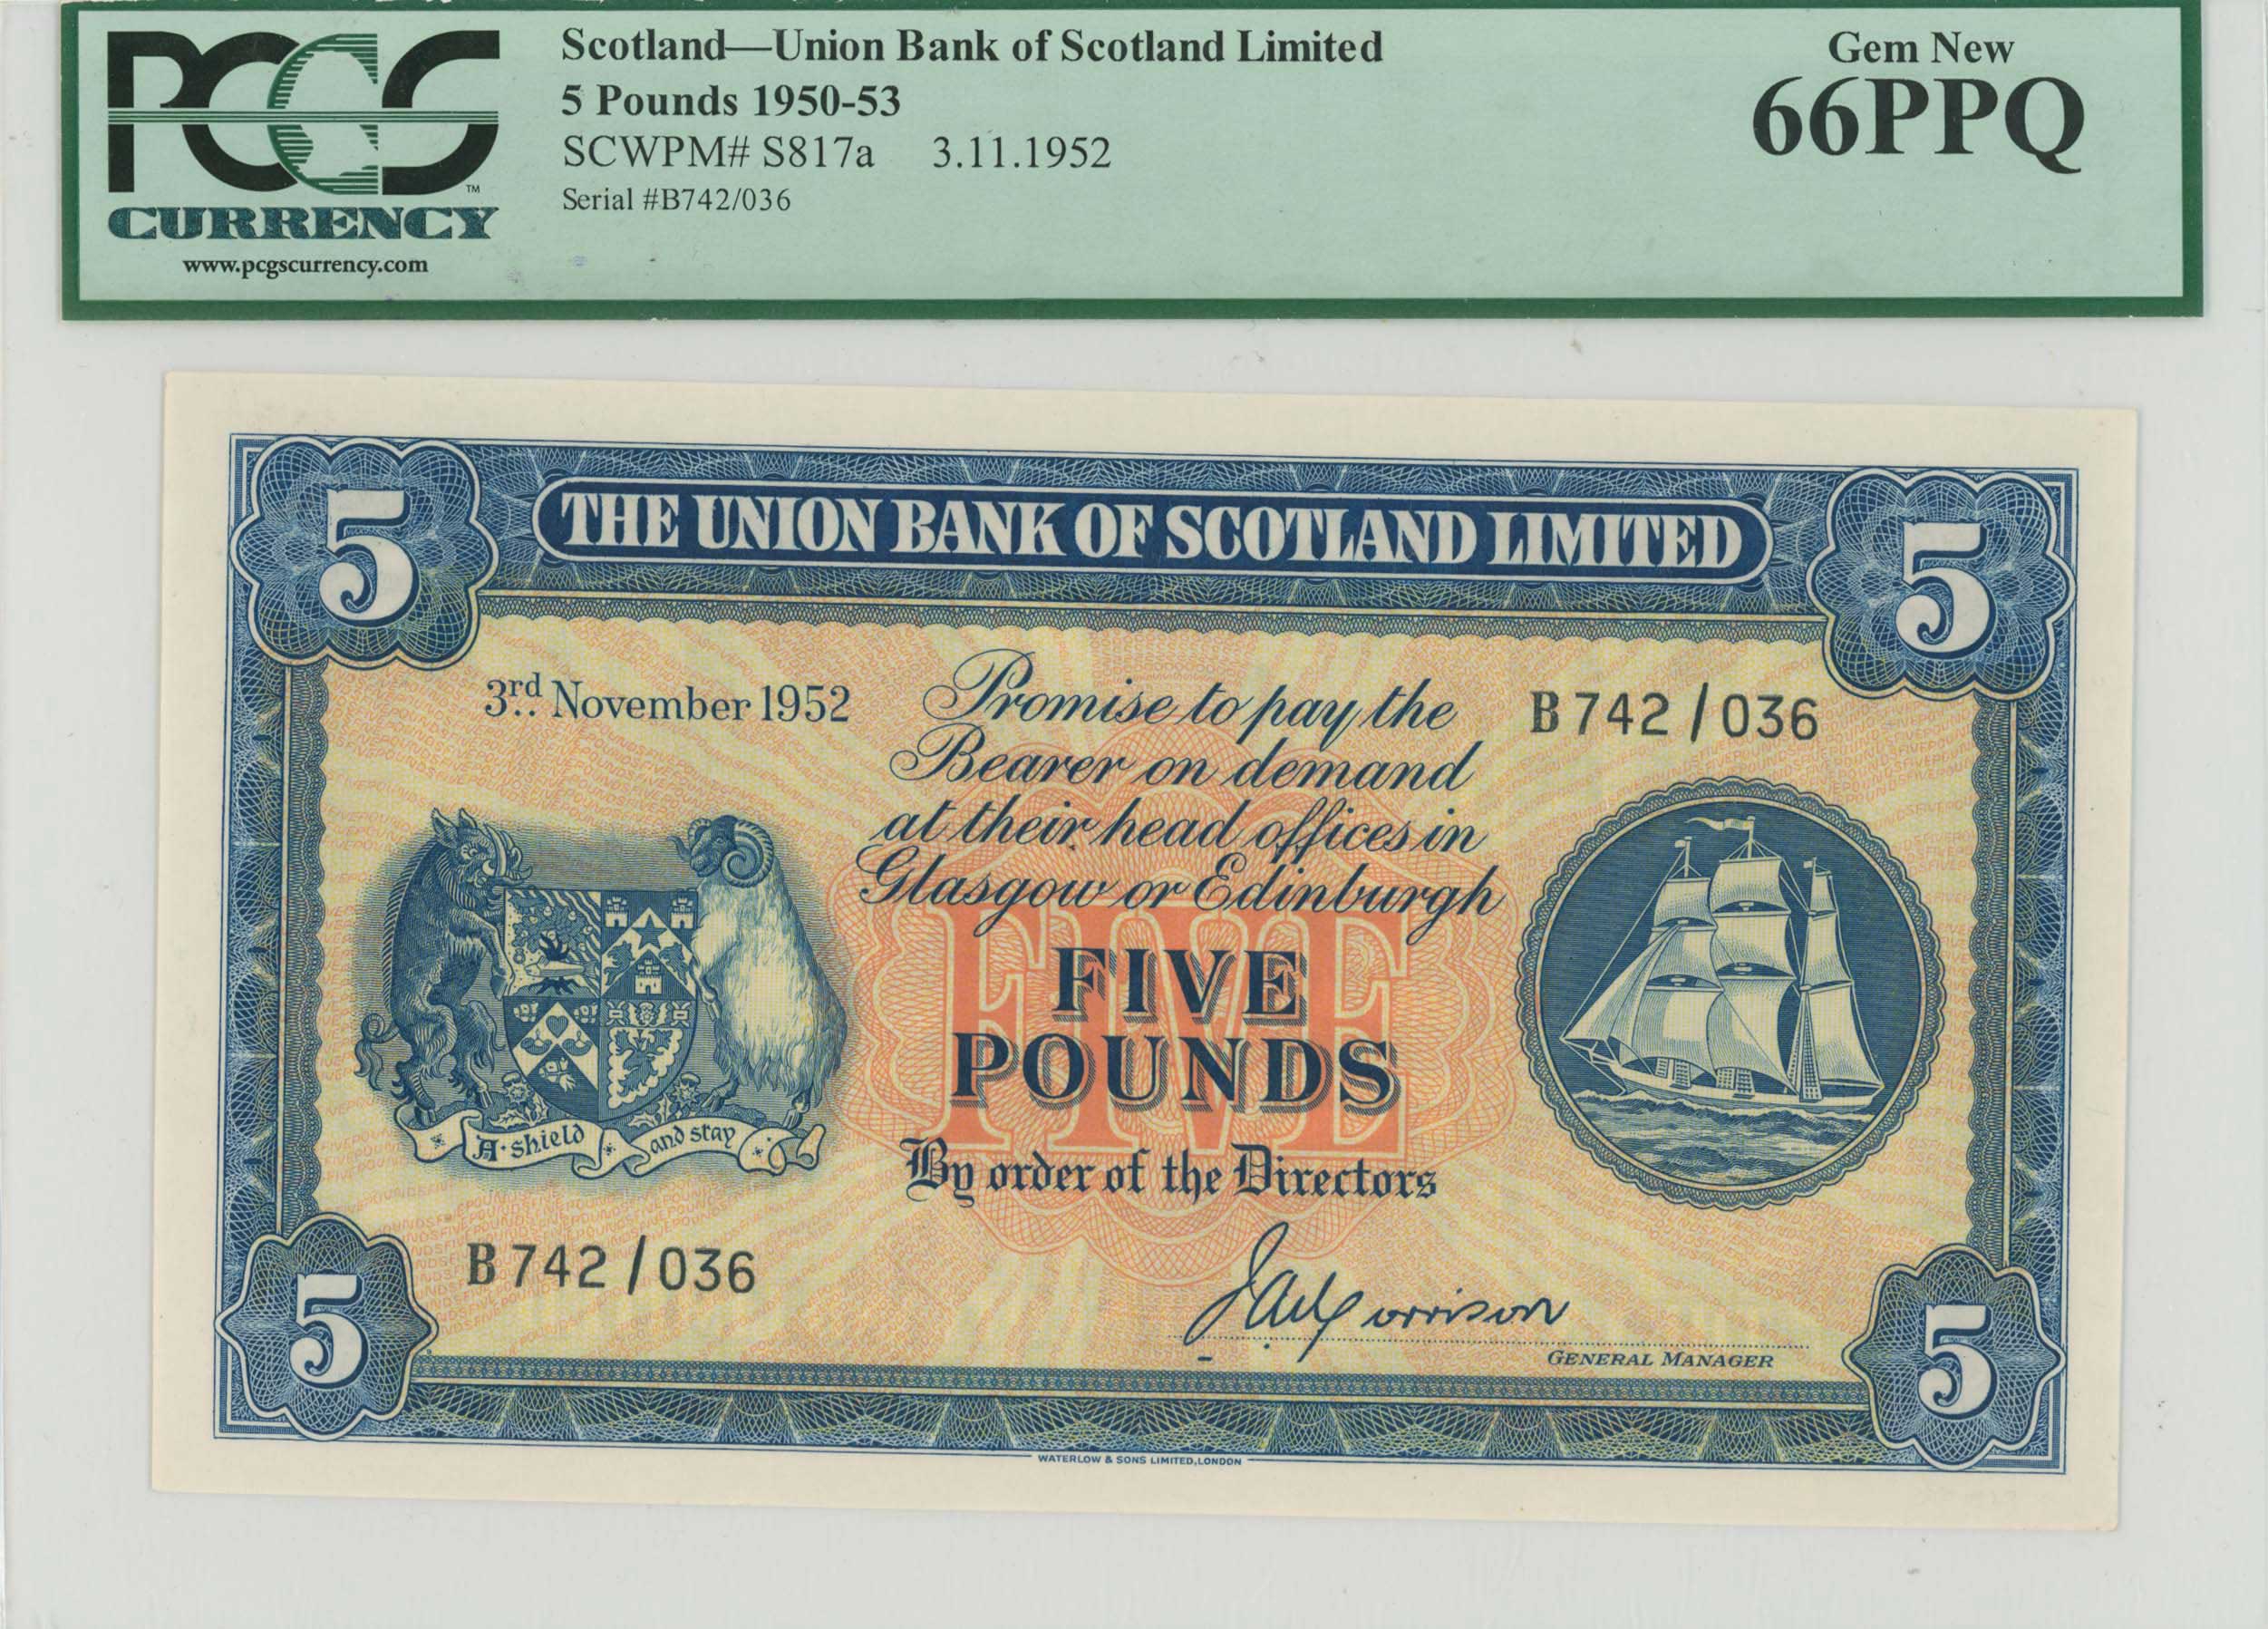 PCGS
TM
CURRENCY
www.pcgscurrency.com
Scotland—Union Bank of Scotland Limited
5 Pounds 1950-53
SCWPM# S817a 3.11.1952
Serial #B742/036
Gem New
66PPQ
5
THE UNION BANK OF SCOTLAND LIMITED
5
3rd November 1952
Promise to pay the
Bearer on demand
at their head offices in
Glasgow or Edinburgh
B 742 / 036
FIVE
FIVE
POUNDS
A · shield and stay
By order of the Directors
B 742 / 036
J A Morrison
GENERAL MANAGER
5
5
WATERLOW & SONS LIMITED, LONDON